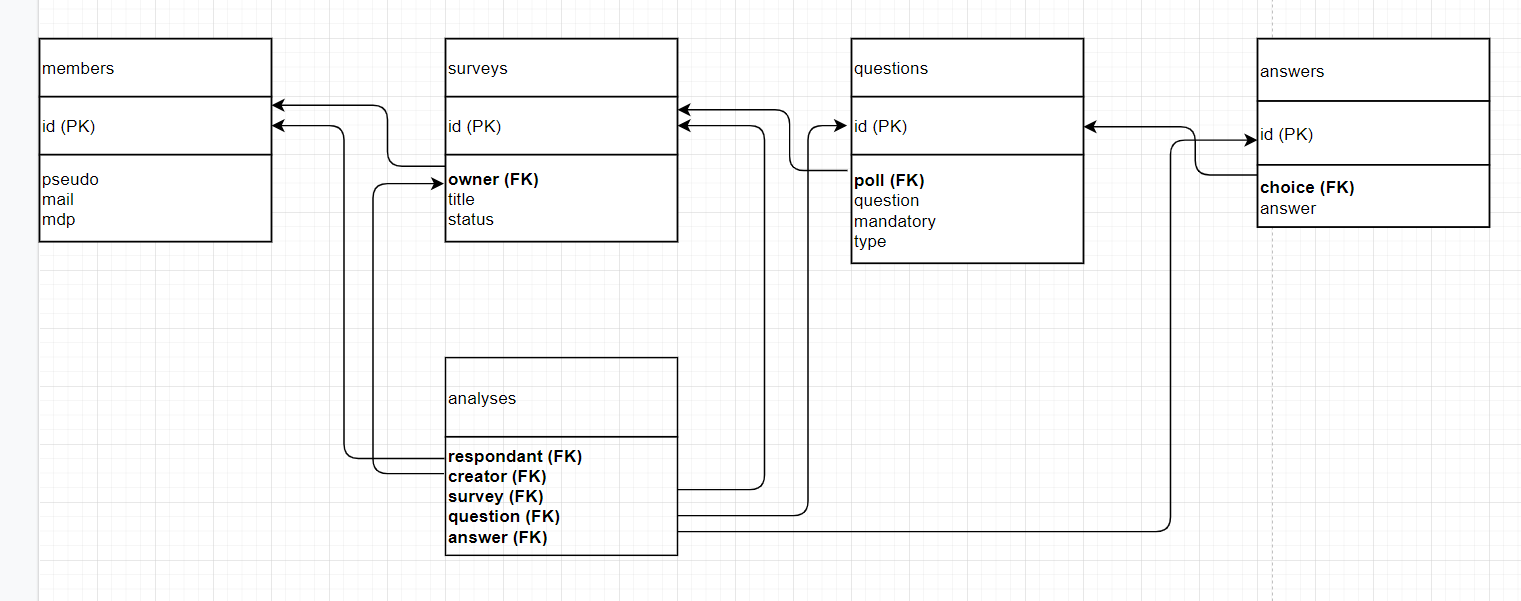 members
id (PK)
pseudo
mail
mdp
surveys
id (PK)
owner (FK)
title
status
questions
id (PK)
poll (FK)
question
mandatory
type
answers
id (PK)
choice (FK)
answer
analyses
respondant (FK)
creator (FK)
survey (FK)
question (FK)
answer (FK)